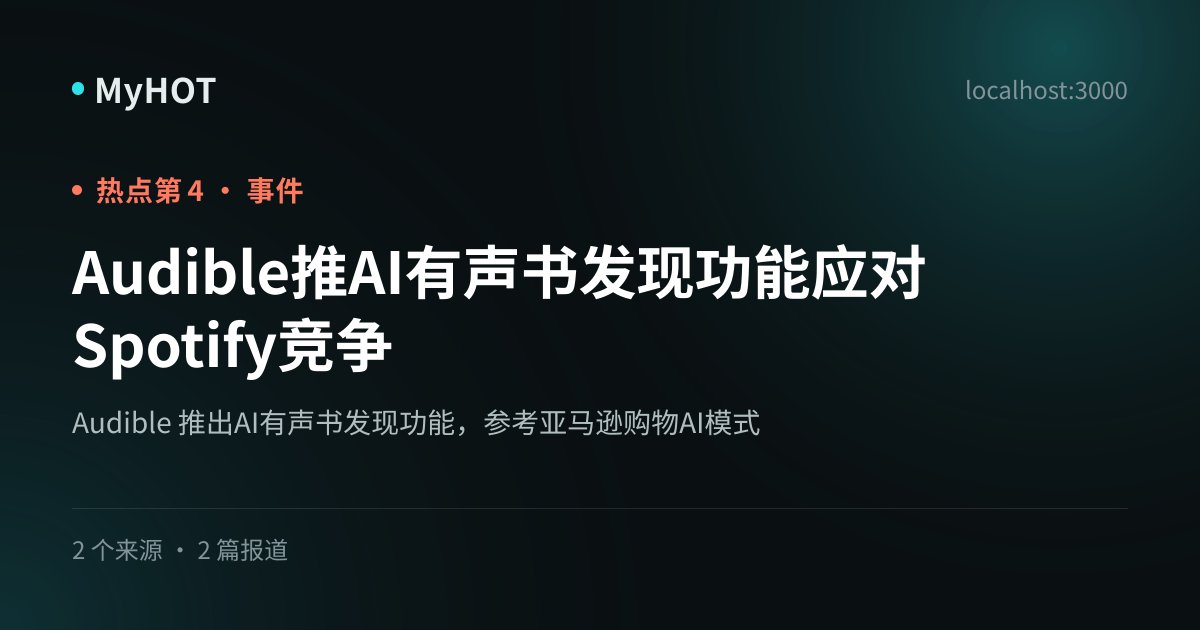 MyHOT
localhost:3000
热点第 4 · 事件
Audible推AI有声书发现功能应对
Spotify竞争
Audible 推出AI有声书发现功能，参考亚马逊购物AI模式
2 个来源 · 2 篇报道